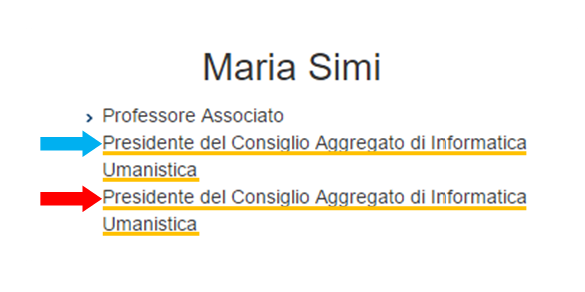 Maria Simi
Professore Associato
Presidente del Consiglio Aggregato di Informatica
Umanistica
Presidente del Consiglio Aggregato di Informatica
Umanistica